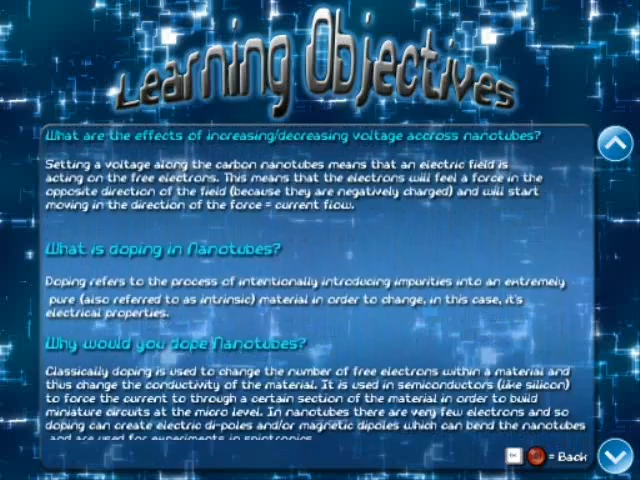 Learning Objectives
What are the effects of increasing/decreasing voltage accross nanotubes?
Setting a voltage along the carbon nanotubes means that an electric field is
acting on the free electrons. This means that the electrons will feel a force in the
opposite direction of the field (because they are negatively charged) and will start
moving in the direction of the force = current flow.
What is doping in Nanotubes?
Doping refers to the process of intentionally introducing impurities into an extremely
pure (also referred to as intrinsic) material in order to change, in this case, it's
electrical properties.
Why would you dope Nanotubes?
Classically doping is used to change the number of free electrons within a material and
thus change the conductivity of the material. It is used in semiconductors (like silicon)
to force the current to through a certain section of the material in order to build
miniature circuits at the micro level. In nanotubes there are very few electrons and so
doping can create electric di-poles and/or magnetic dipoles which can bend the nanotubes
and are used for experiments in spintronics.
= Back